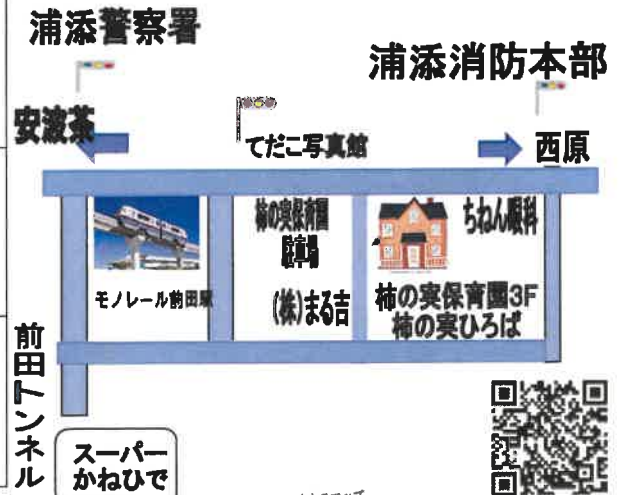 浦添警察署
浦添消防本部
安波茶
てだこ写真館
西原
柿の実保育園
駐車場
ちねん眼科
モノレール前田駅
(株)まる吉
柿の実保育園3F
柿の実ひろば
前田トンネル
スーパー
かねひで